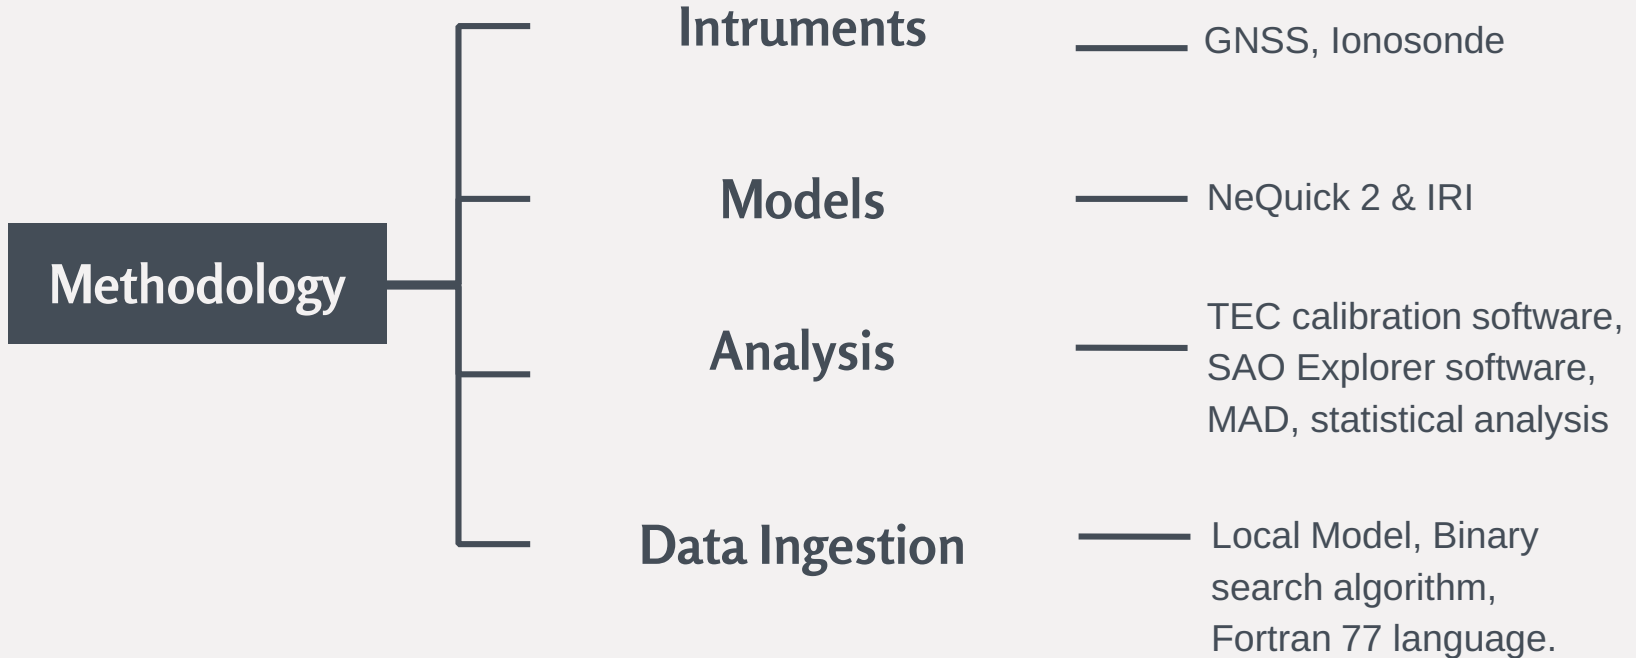 Methodology
Intruments
GNSS, Ionosonde
Models
NeQuick 2 & IRI
Analysis
TEC calibration software,
SAO Explorer software,
MAD, statistical analysis
Data Ingestion
Local Model, Binary
search algorithm,
Fortran 77 language.